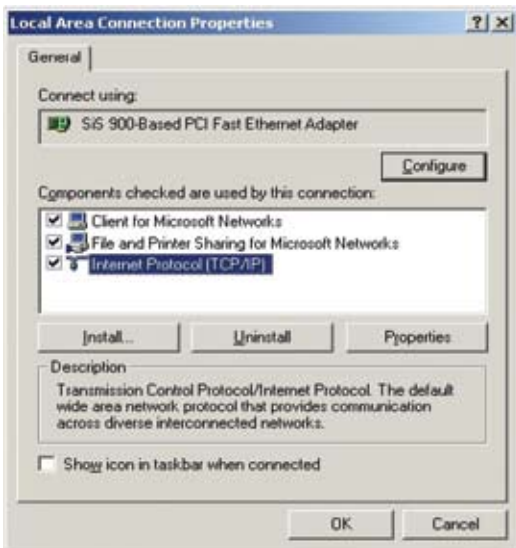 Local Area Connection Properties
General
Connect using:
SiS 900-Based PCI Fast Ethernet Adapter
Configure
Components checked are used by this connection:
Client for Microsoft Networks
File and Printer Sharing for Microsoft Networks
Internet Protocol (TCP/IP)
Install... Uninstall Properties
Description
Transmission Control Protocol/Internet Protocol. The default
wide area network protocol that provides communication
across diverse interconnected networks.
Show icon in taskbar when connected
OK Cancel